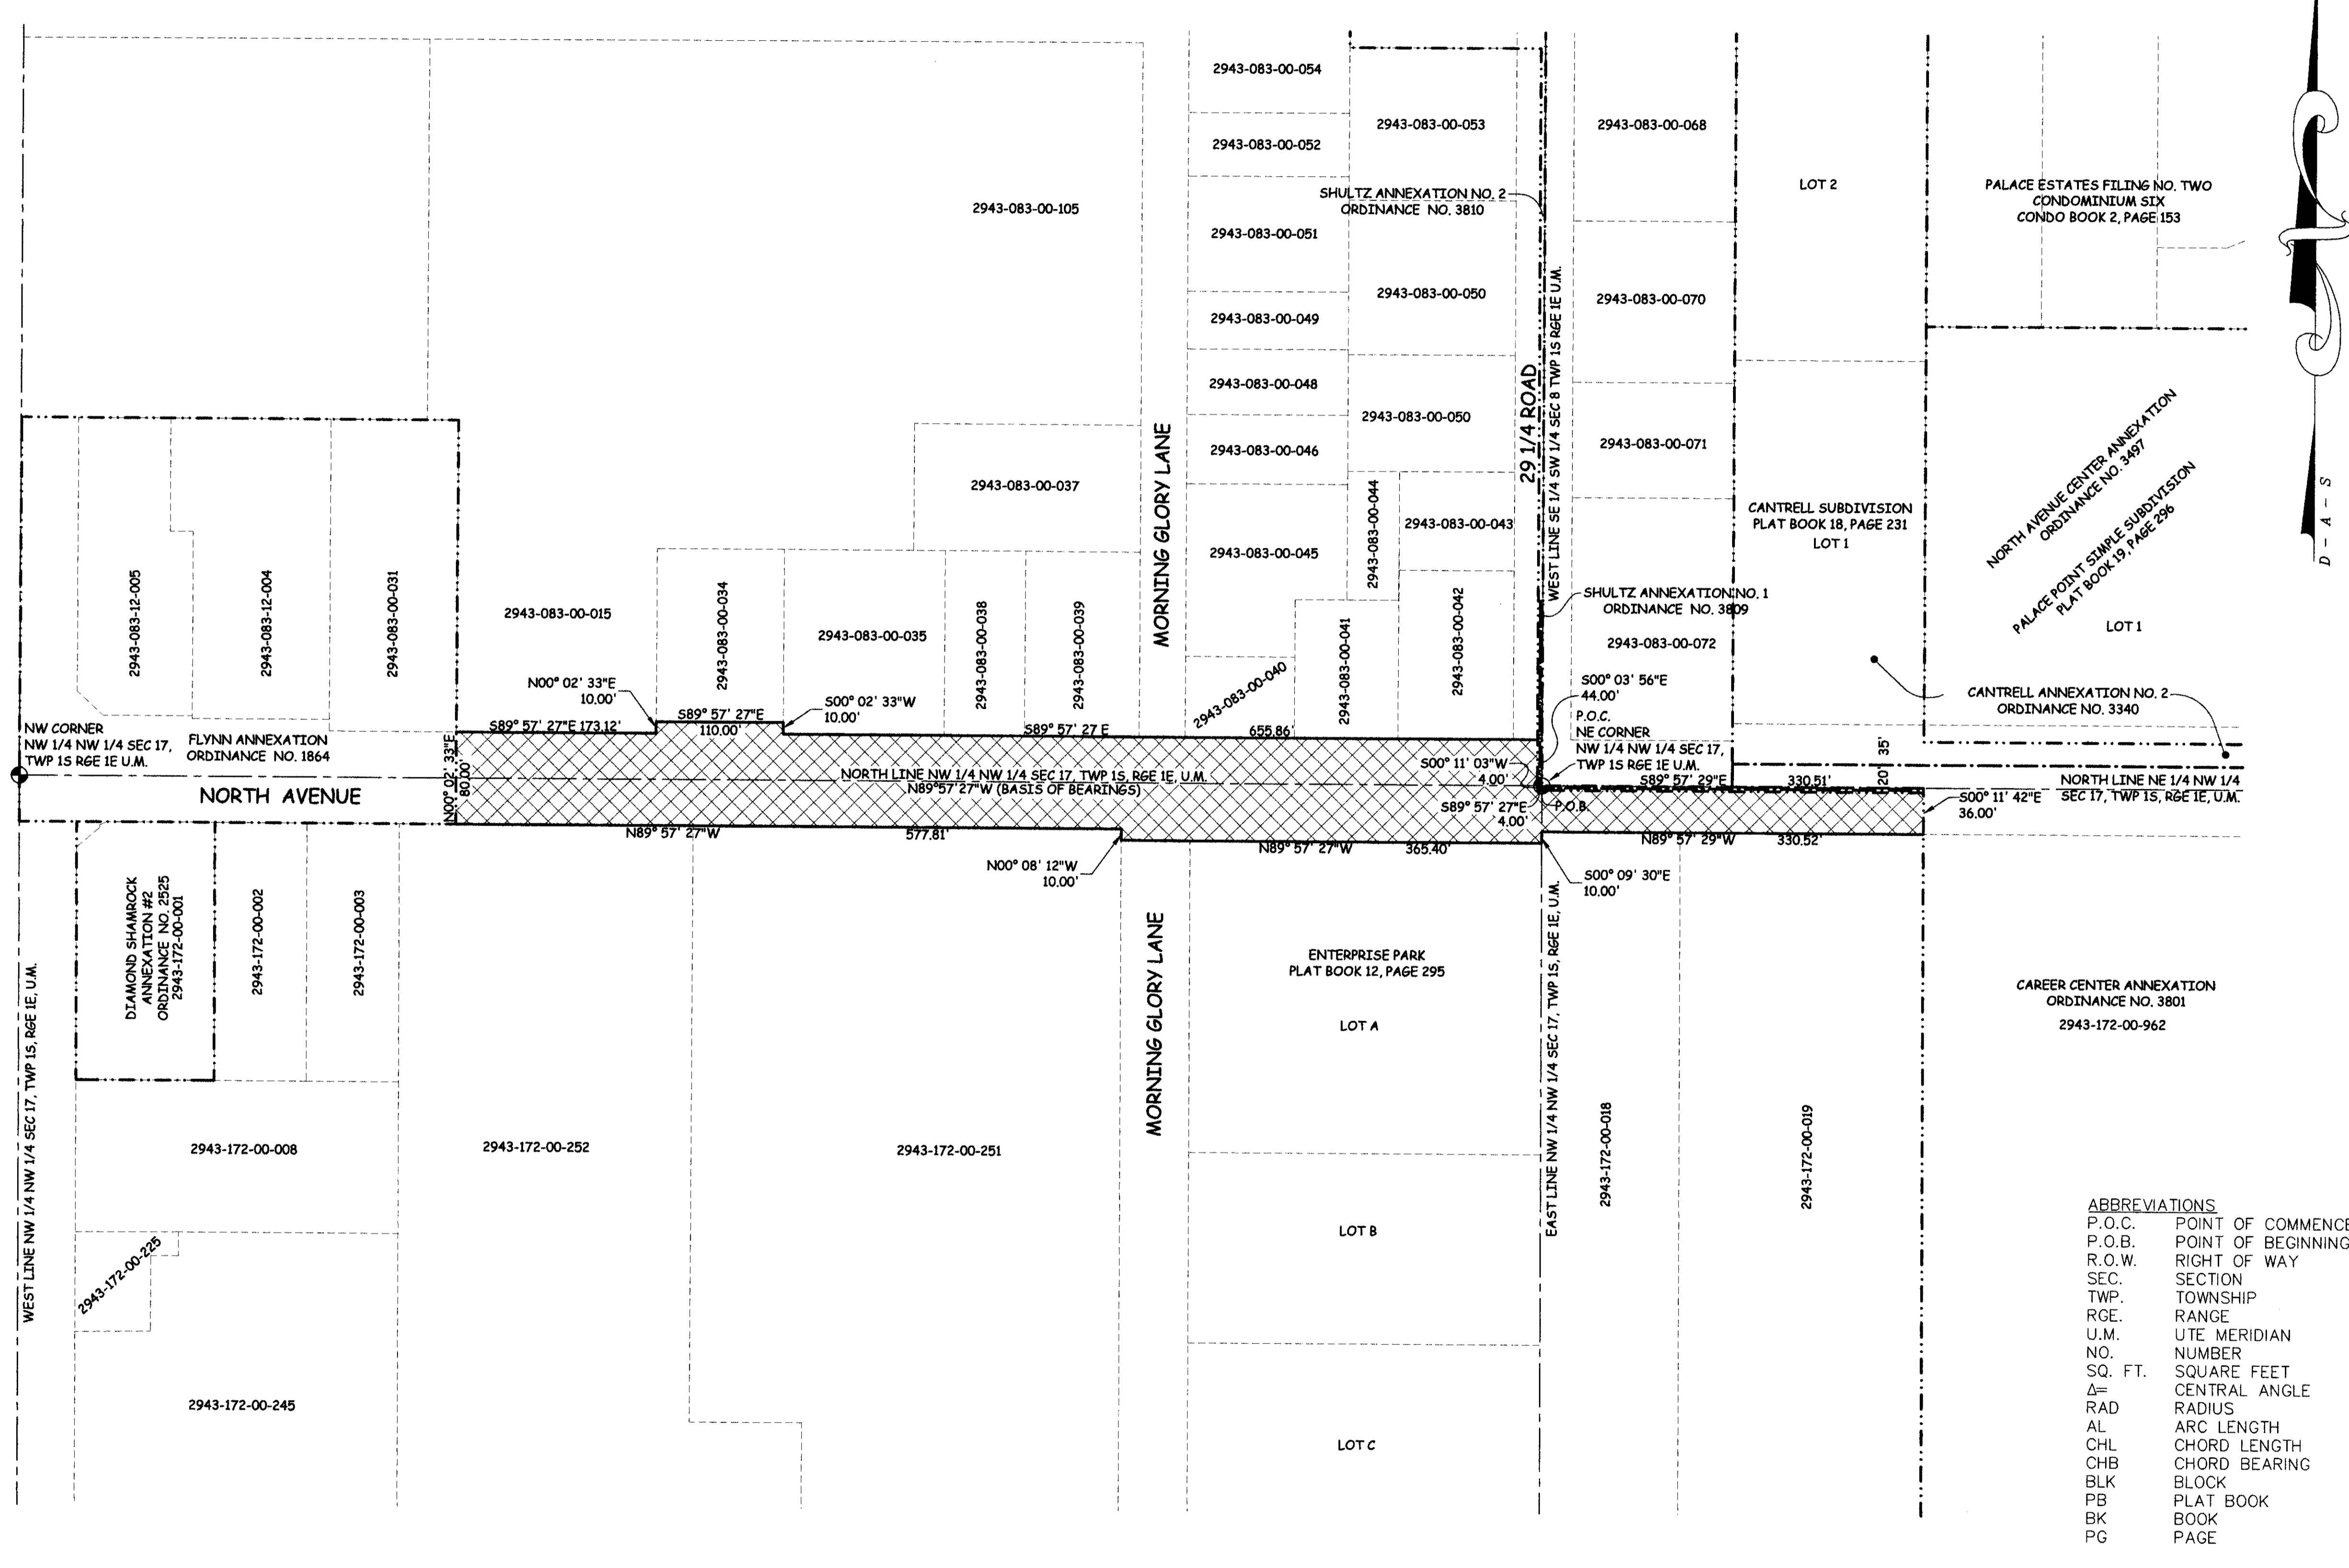 2943-083-00-054
2943-083-00-053
2943-083-00-052
2943-083-00-068
LOT 2
PALACE ESTATES FILING NO. TWO
CONDOMINIUM SIX
CONDO BOOK 2, PAGE 153
SHULTZ ANNEXATION NO. 2
ORDINANCE NO. 3810
2943-083-00-105
2943-083-00-051
2943-083-00-050
2943-083-00-070
2943-083-00-049
2943-083-00-048
2943-083-00-050
2943-083-00-046
2943-083-00-071
29 1/4 ROAD
WEST LINE SE 1/4 SW 1/4 SEC 8 TWP 1S RGE 1E U.M.
MORNING GLORY LANE
2943-083-00-037
2943-083-00-044
2943-083-00-043
2943-083-00-045
CANTRELL SUBDIVISION
PLAT BOOK 18, PAGE 231
LOT 1
NORTH AVENUE CENTER ANNEXATION
ORDINANCE NO. 3497
PALACE POINT SIMPLE SUBDIVISION
PLAT BOOK 19, PAGE 296
LOT 1
D - A - S
2943-083-12-005
2943-083-12-004
2943-083-00-031
2943-083-00-015
2943-083-00-034
2943-083-00-035
2943-083-00-038
2943-083-00-039
2943-083-00-040
2943-083-00-041
2943-083-00-042
SHULTZ ANNEXATION NO. 1
ORDINANCE NO. 3809
2943-083-00-072
CANTRELL ANNEXATION NO. 2
ORDINANCE NO. 3340
N00° 02' 33"E
10.00'
S00° 02' 33"W
10.00'
S00° 03' 56"E
44.00'
P.O.C.
NE CORNER
NW 1/4 NW 1/4 SEC 17,
TWP 1S RGE 1E U.M.
NW CORNER
NW 1/4 NW 1/4 SEC 17,
TWP 1S RGE 1E U.M.
FLYNN ANNEXATION
ORDINANCE NO. 1864
S89° 57' 27"E 173.12'
S89° 57' 27"E
110.00'
S89° 57' 27 E
655.86'
N00° 02' 33"E
80.00'
NORTH LINE NW 1/4 NW 1/4 SEC 17, TWP 1S, RGE 1E, U.M.
N89°57'27"W (BASIS OF BEARINGS)
S00° 11' 03"W
4.00'
S89° 57' 27"E
4.00'
P.O.B.
S89° 57' 29"E
330.51'
20'
35'
NORTH LINE NE 1/4 NW 1/4
SEC 17, TWP 1S, RGE 1E, U.M.
S00° 11' 42"E
36.00'
NORTH AVENUE
N89° 57' 27"W
577.81'
N00° 08' 12"W
10.00'
N89° 57' 27"W
365.40'
N89° 57' 29"W
330.52'
S00° 09' 30"E
10.00'
DIAMOND SHAMROCK
ANNEXATION #2
ORDINANCE NO. 2525
2943-172-00-001
2943-172-00-002
2943-172-00-003
WEST LINE NW 1/4 NW 1/4 SEC 17, TWP 1S, RGE 1E, U.M.
MORNING GLORY LANE
ENTERPRISE PARK
PLAT BOOK 12, PAGE 295
LOT A
EAST LINE NW 1/4 NW 1/4 SEC 17, TWP 1S, RGE 1E, U.M.
CAREER CENTER ANNEXATION
ORDINANCE NO. 3801
2943-172-00-962
2943-172-00-008
2943-172-00-252
2943-172-00-251
2943-172-00-018
2943-172-00-019
LOT B
2943-172-00-225
2943-172-00-245
LOT C
ABBREVIATIONS
P.O.C. POINT OF COMMENCE
P.O.B. POINT OF BEGINNING
R.O.W. RIGHT OF WAY
SEC. SECTION
TWP. TOWNSHIP
RGE. RANGE
U.M. UTE MERIDIAN
NO. NUMBER
SQ. FT. SQUARE FEET
Δ= CENTRAL ANGLE
RAD RADIUS
AL ARC LENGTH
CHL CHORD LENGTH
CHB CHORD BEARING
BLK BLOCK
PB PLAT BOOK
BK BOOK
PG PAGE